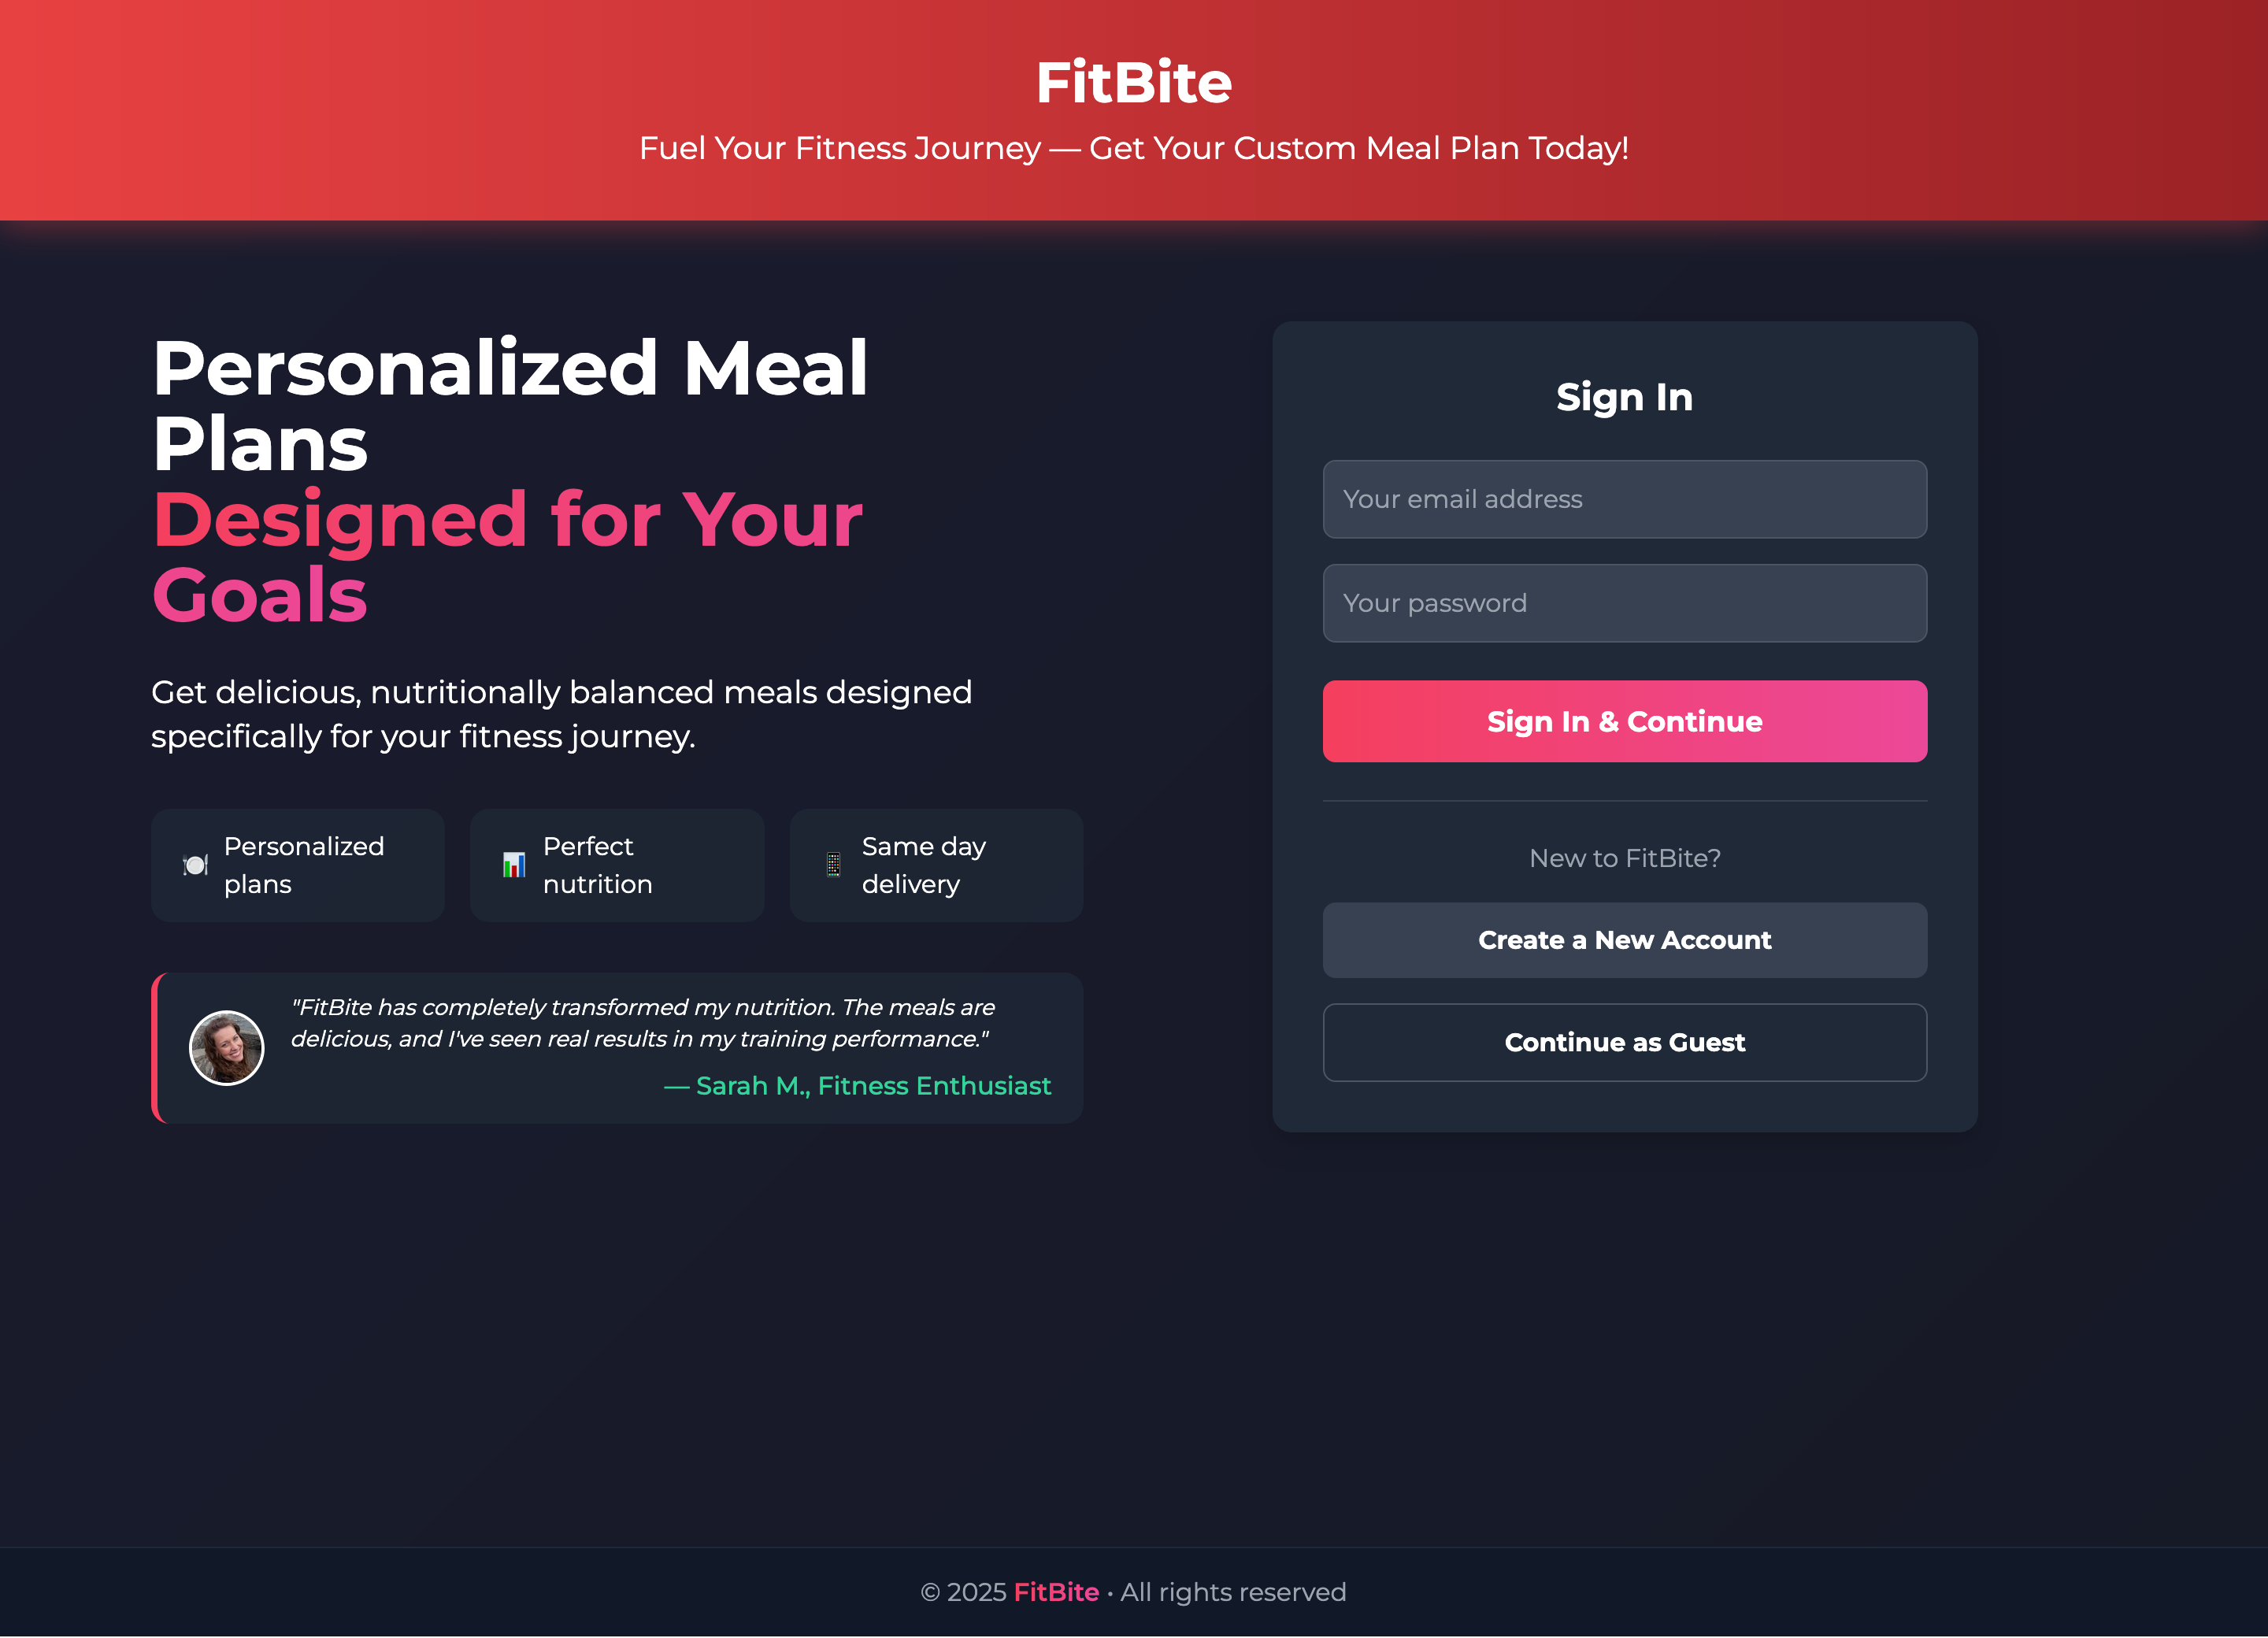 FitBite
Fuel Your Fitness Journey — Get Your Custom Meal Plan Today!
Personalized Meal
Plans
Designed for Your
Goals
Get delicious, nutritionally balanced meals designed
specifically for your fitness journey.
Personalized
plans
Perfect
nutrition
Same day
delivery
"FitBite has completely transformed my nutrition. The meals are
delicious, and I've seen real results in my training performance."
— Sarah M., Fitness Enthusiast
Sign In
Your email address
Your password
Sign In & Continue
New to FitBite?
Create a New Account
Continue as Guest
© 2025 FitBite • All rights reserved